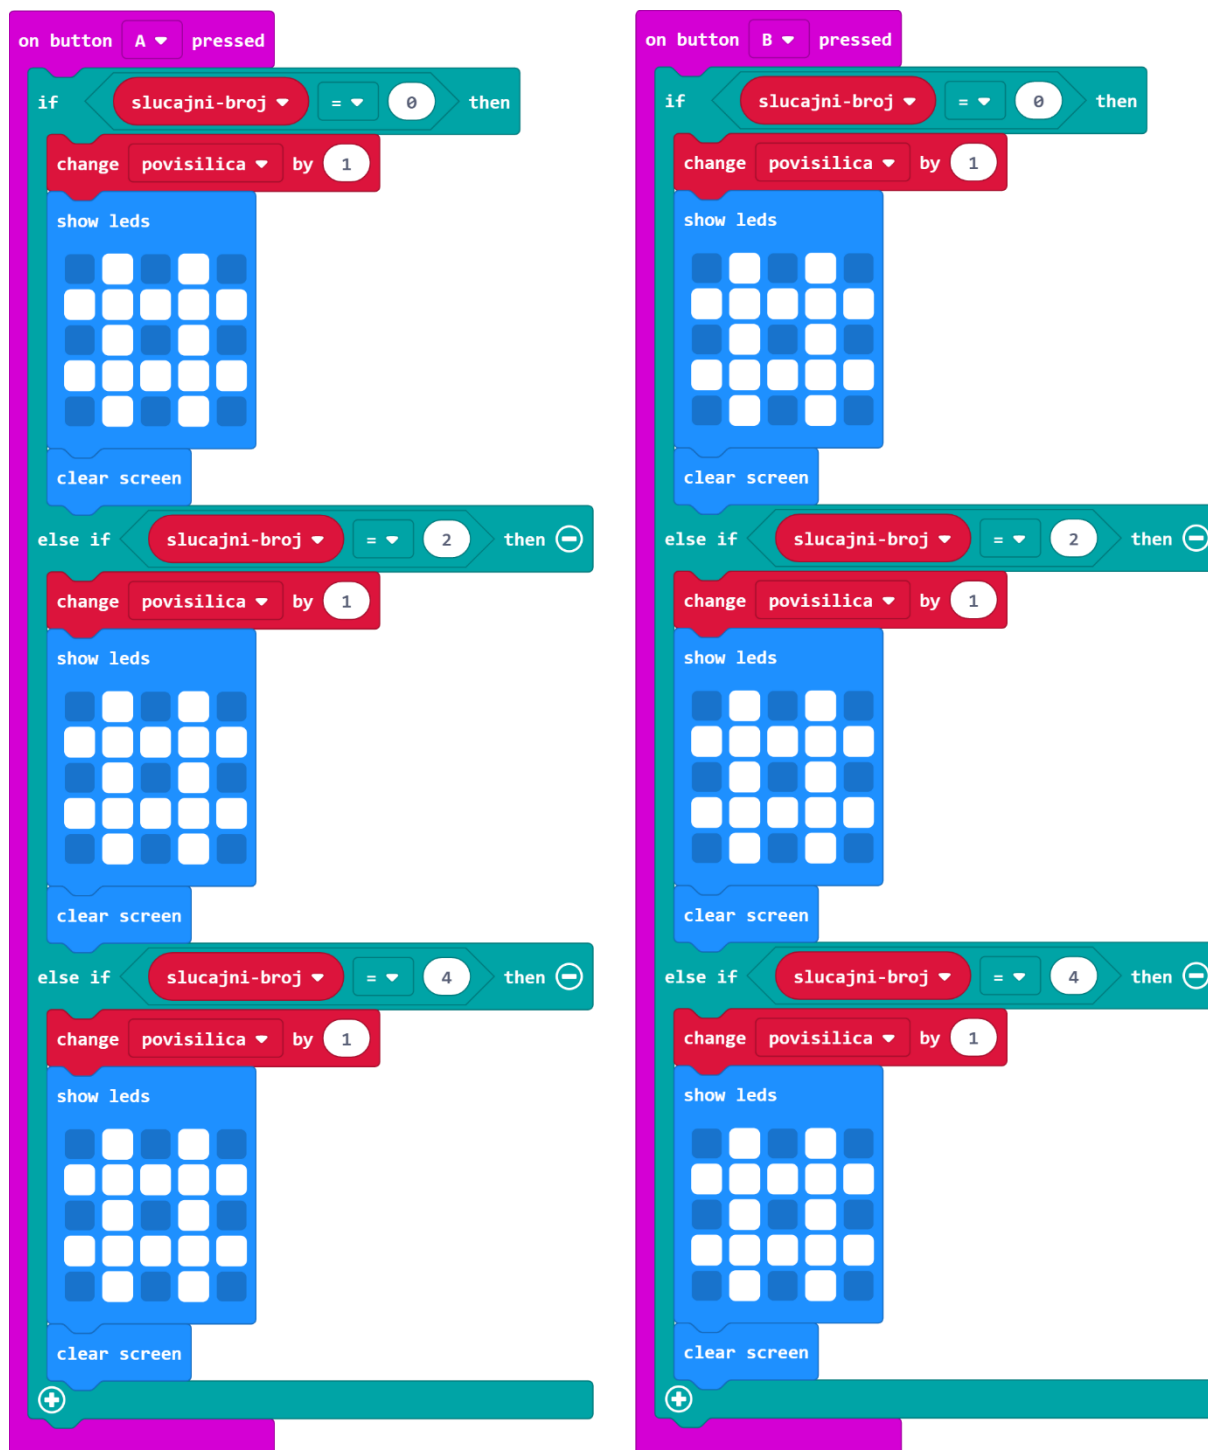 on button A pressed
if slucajni-broj = 0 then
change povisilica by 1
show leds
clear screen
else if slucajni-broj = 2 then
change povisilica by 1
show leds
clear screen
else if slucajni-broj = 4 then
change povisilica by 1
show leds
clear screen
on button B pressed
if slucajni-broj = 0 then
change povisilica by 1
show leds
clear screen
else if slucajni-broj = 2 then
change povisilica by 1
show leds
clear screen
else if slucajni-broj = 4 then
change povisilica by 1
show leds
clear screen